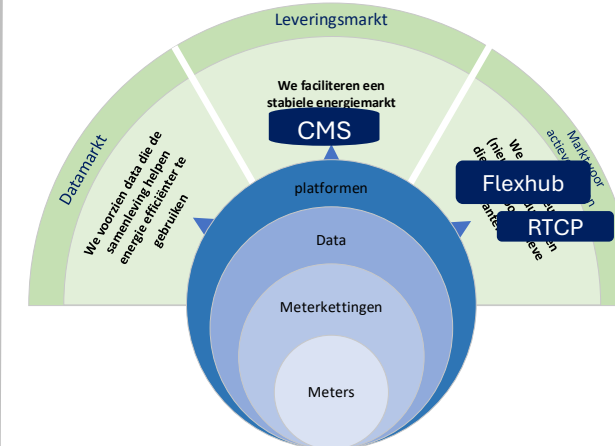 Leveringsmarkt
We faciliteren een
stabiele energiemarkt
CMS
Datamarkt
We voorzien data die de
samenleving helpen
energie efficiënter te
gebruiken
Markt voor
We
Flexhub
RTCP
platformen
Data
Meterkettingen
Meters